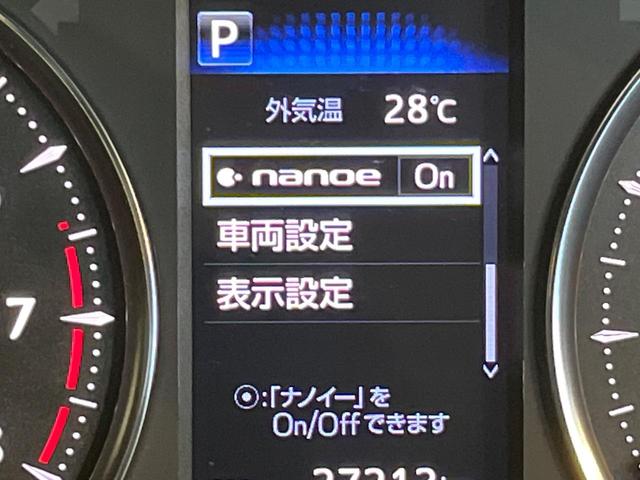 P
外気温 28℃
nanoe On
車両設定
表示設定
7
◉:「ナノイー」を
On/Offできます